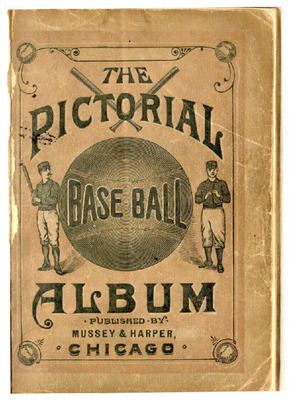 THE
PICTORIAL
BASE BALL
ALBUM
· PUBLISHED · BY ·
MUSSEY & HARPER,
· CHICAGO ·